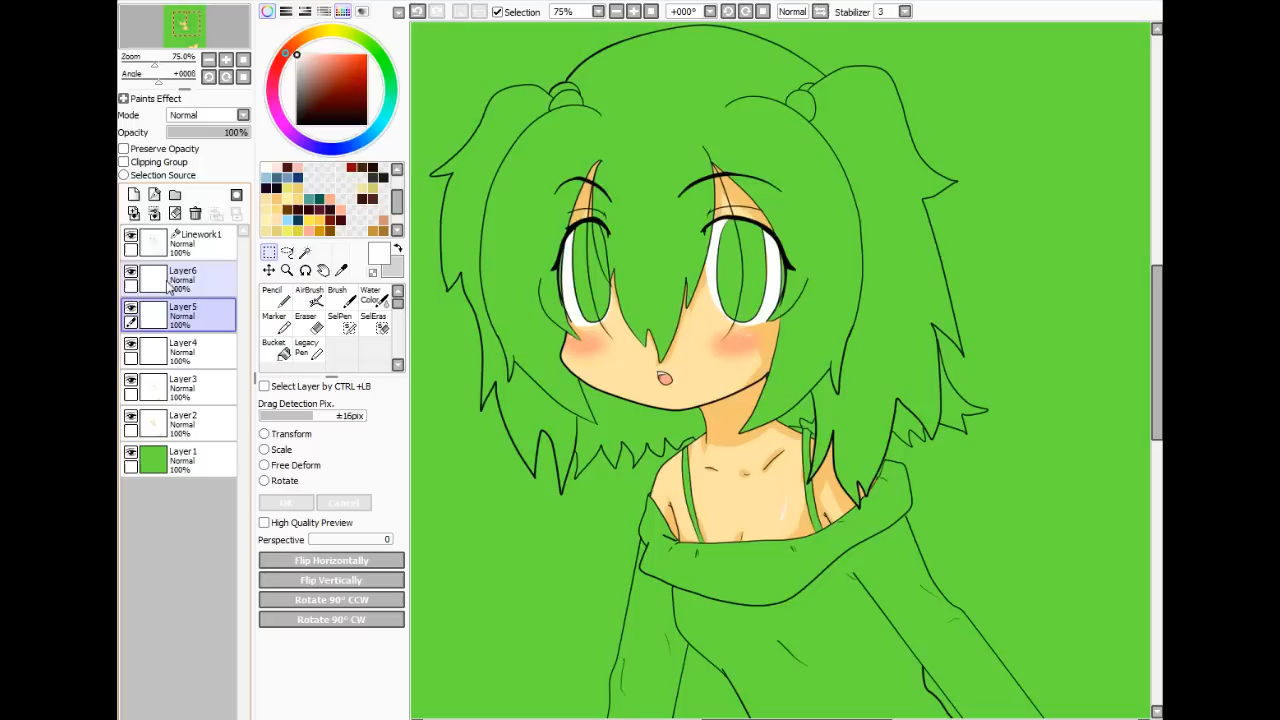 Selection 75% +000° Normal Stabilizer 3
Zoom 75.0%
Angle +000ß
Paints Effect
Mode Normal
Opacity 100%
Preserve Opacity
Clipping Group
Selection Source
Linework1
Normal
100%
Layer6
Normal
100%
Layer5
Normal
100%
Layer4
Normal
100%
Layer3
Normal
100%
Layer2
Normal
100%
Layer1
Normal
100%
Pencil AirBrush Brush Water
Color
Marker Eraser SelPen SelEras
Bucket Legacy
Pen
Select Layer by CTRL+LB
Drag Detection Pix.
±16pix
Transform
Scale
Free Deform
Rotate
OK Cancel
High Quality Preview
Perspective 0
Flip Horizontally
Flip Vertically
Rotate 90° CCW
Rotate 90° CW